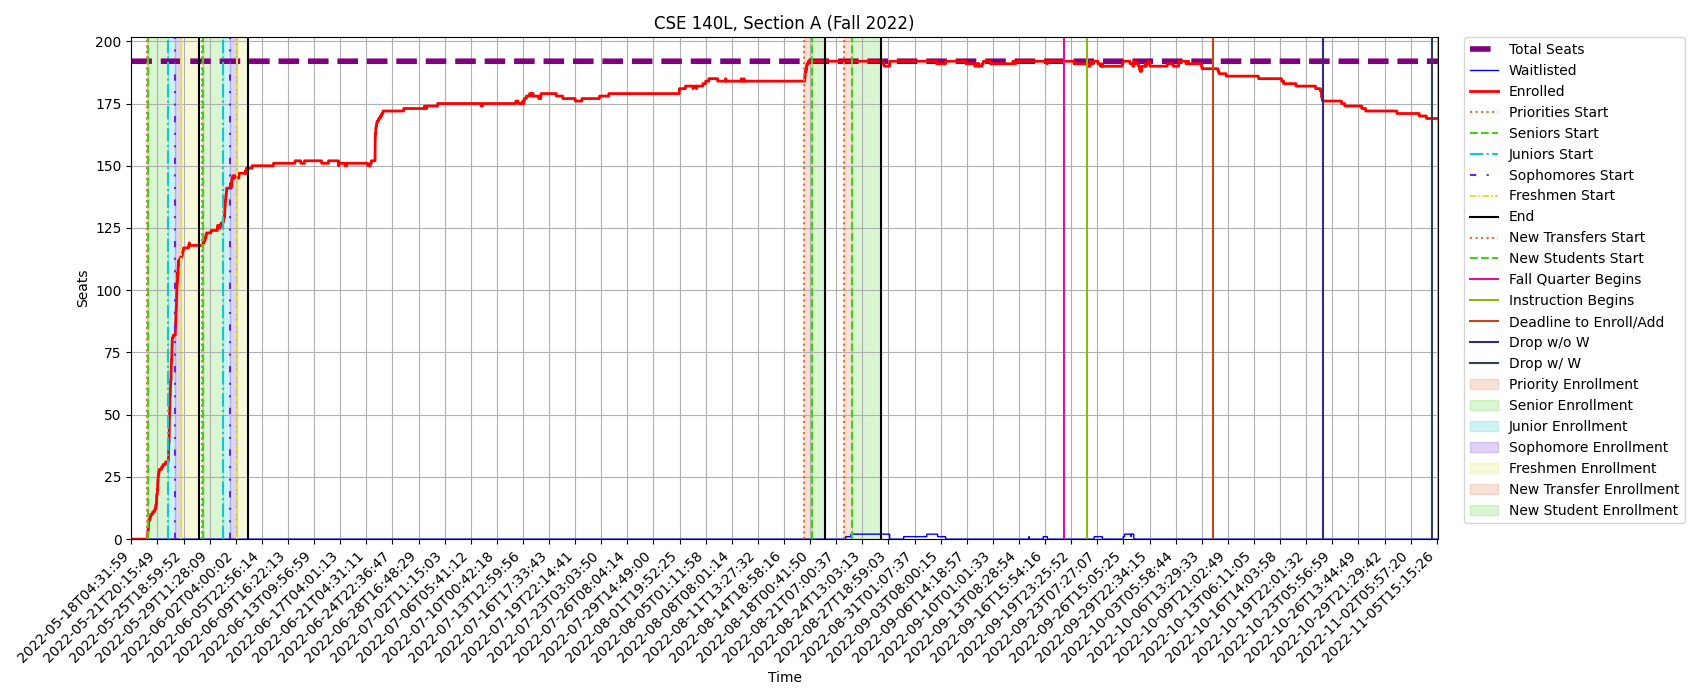 CSE 140L, Section A (Fall 2022)
Seats
200
175
150
125
100
75
50
25
0
2022-05-18T04:31:59
2022-05-21T20:15:49
2022-05-25T18:59:52
2022-05-29T11:28:09
2022-06-02T04:00:02
2022-06-05T22:56:14
2022-06-09T16:22:13
2022-06-13T09:56:59
2022-06-17T04:01:13
2022-06-21T04:31:11
2022-06-24T22:36:47
2022-06-28T16:48:29
2022-07-02T11:15:03
2022-07-06T05:41:12
2022-07-10T00:42:18
2022-07-13T12:59:56
2022-07-16T17:33:43
2022-07-19T22:14:41
2022-07-23T03:03:50
2022-07-26T08:04:14
2022-07-29T14:49:00
2022-08-01T19:52:25
2022-08-05T01:11:58
2022-08-08T08:01:14
2022-08-11T13:27:32
2022-08-14T18:58:16
2022-08-18T00:41:50
2022-08-21T07:00:37
2022-08-24T13:03:13
2022-08-27T18:59:03
2022-08-31T01:07:37
2022-09-03T08:00:15
2022-09-06T14:18:57
2022-09-10T01:01:33
2022-09-13T08:28:54
2022-09-16T15:54:16
2022-09-19T23:25:52
2022-09-23T07:27:07
2022-09-26T15:05:25
2022-09-29T22:34:15
2022-10-03T05:58:44
2022-10-06T13:29:33
2022-10-09T21:02:49
2022-10-13T06:11:05
2022-10-16T14:03:58
2022-10-19T22:01:32
2022-10-23T05:56:59
2022-10-26T13:44:49
2022-10-29T21:29:42
2022-11-02T05:57:20
2022-11-05T15:15:26
Time
Total Seats
Waitlisted
Enrolled
Priorities Start
Seniors Start
Juniors Start
Sophomores Start
Freshmen Start
End
New Transfers Start
New Students Start
Fall Quarter Begins
Instruction Begins
Deadline to Enroll/Add
Drop w/o W
Drop w/ W
Priority Enrollment
Senior Enrollment
Junior Enrollment
Sophomore Enrollment
Freshmen Enrollment
New Transfer Enrollment
New Student Enrollment